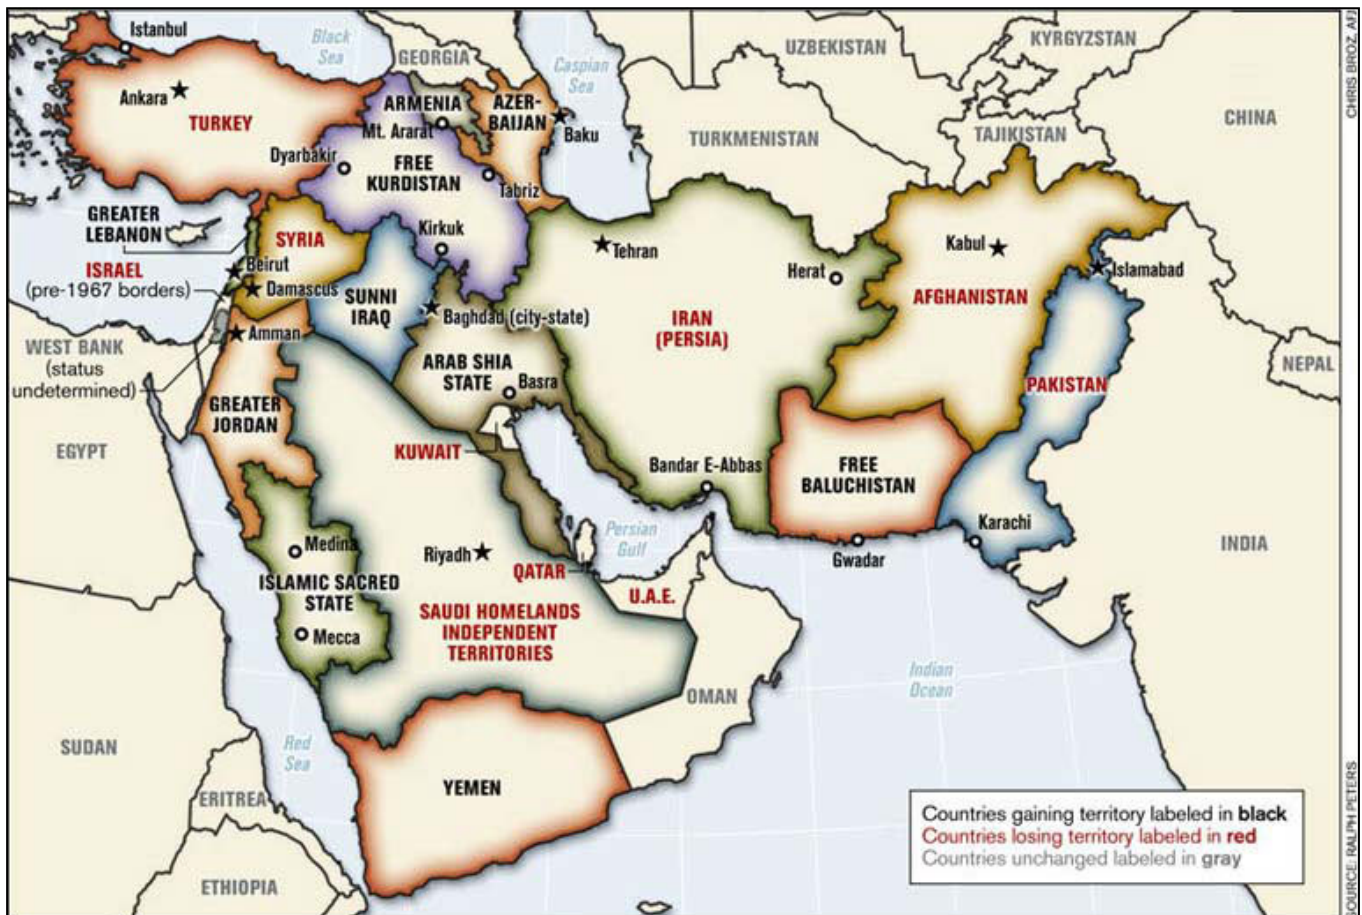 Istanbul
Black
Sea
GEORGIA
Caspian
Sea
UZBEKISTAN
KYRGYZSTAN
CHRIS BROZ, AFJ
Ankara
TURKEY
ARMENIA
AZER-
BAIJAN
Baku
Mt. Ararat
TURKMENISTAN
TAJIKISTAN
CHINA
Dyarbakir
FREE
KURDISTAN
Tabriz
GREATER
LEBANON
SYRIA
Kirkuk
Tehran
Herat
Kabul
Islamabad
ISRAEL
(pre-1967 borders)
Beirut
Damascus
SUNNI
IRAQ
Baghdad (city-state)
IRAN
(PERSIA)
AFGHANISTAN
WEST BANK
(status
undetermined)
Amman
ARAB SHIA
STATE
Basra
PAKISTAN
NEPAL
GREATER
JORDAN
EGYPT
KUWAIT
Bandar E-Abbas
FREE
BALUCHISTAN
Karachi
Gwadar
INDIA
Medina
Riyadh
Persian
Gulf
QATAR
U.A.E.
ISLAMIC SACRED
STATE
Mecca
SAUDI HOMELANDS
INDEPENDENT
TERRITORIES
Indian
Ocean
OMAN
SUDAN
Red
Sea
ERITREA
YEMEN
ETHIOPIA
Countries gaining territory labeled in black
Countries losing territory labeled in red
Countries unchanged labeled in gray
SOURCE: RALPH PETERS